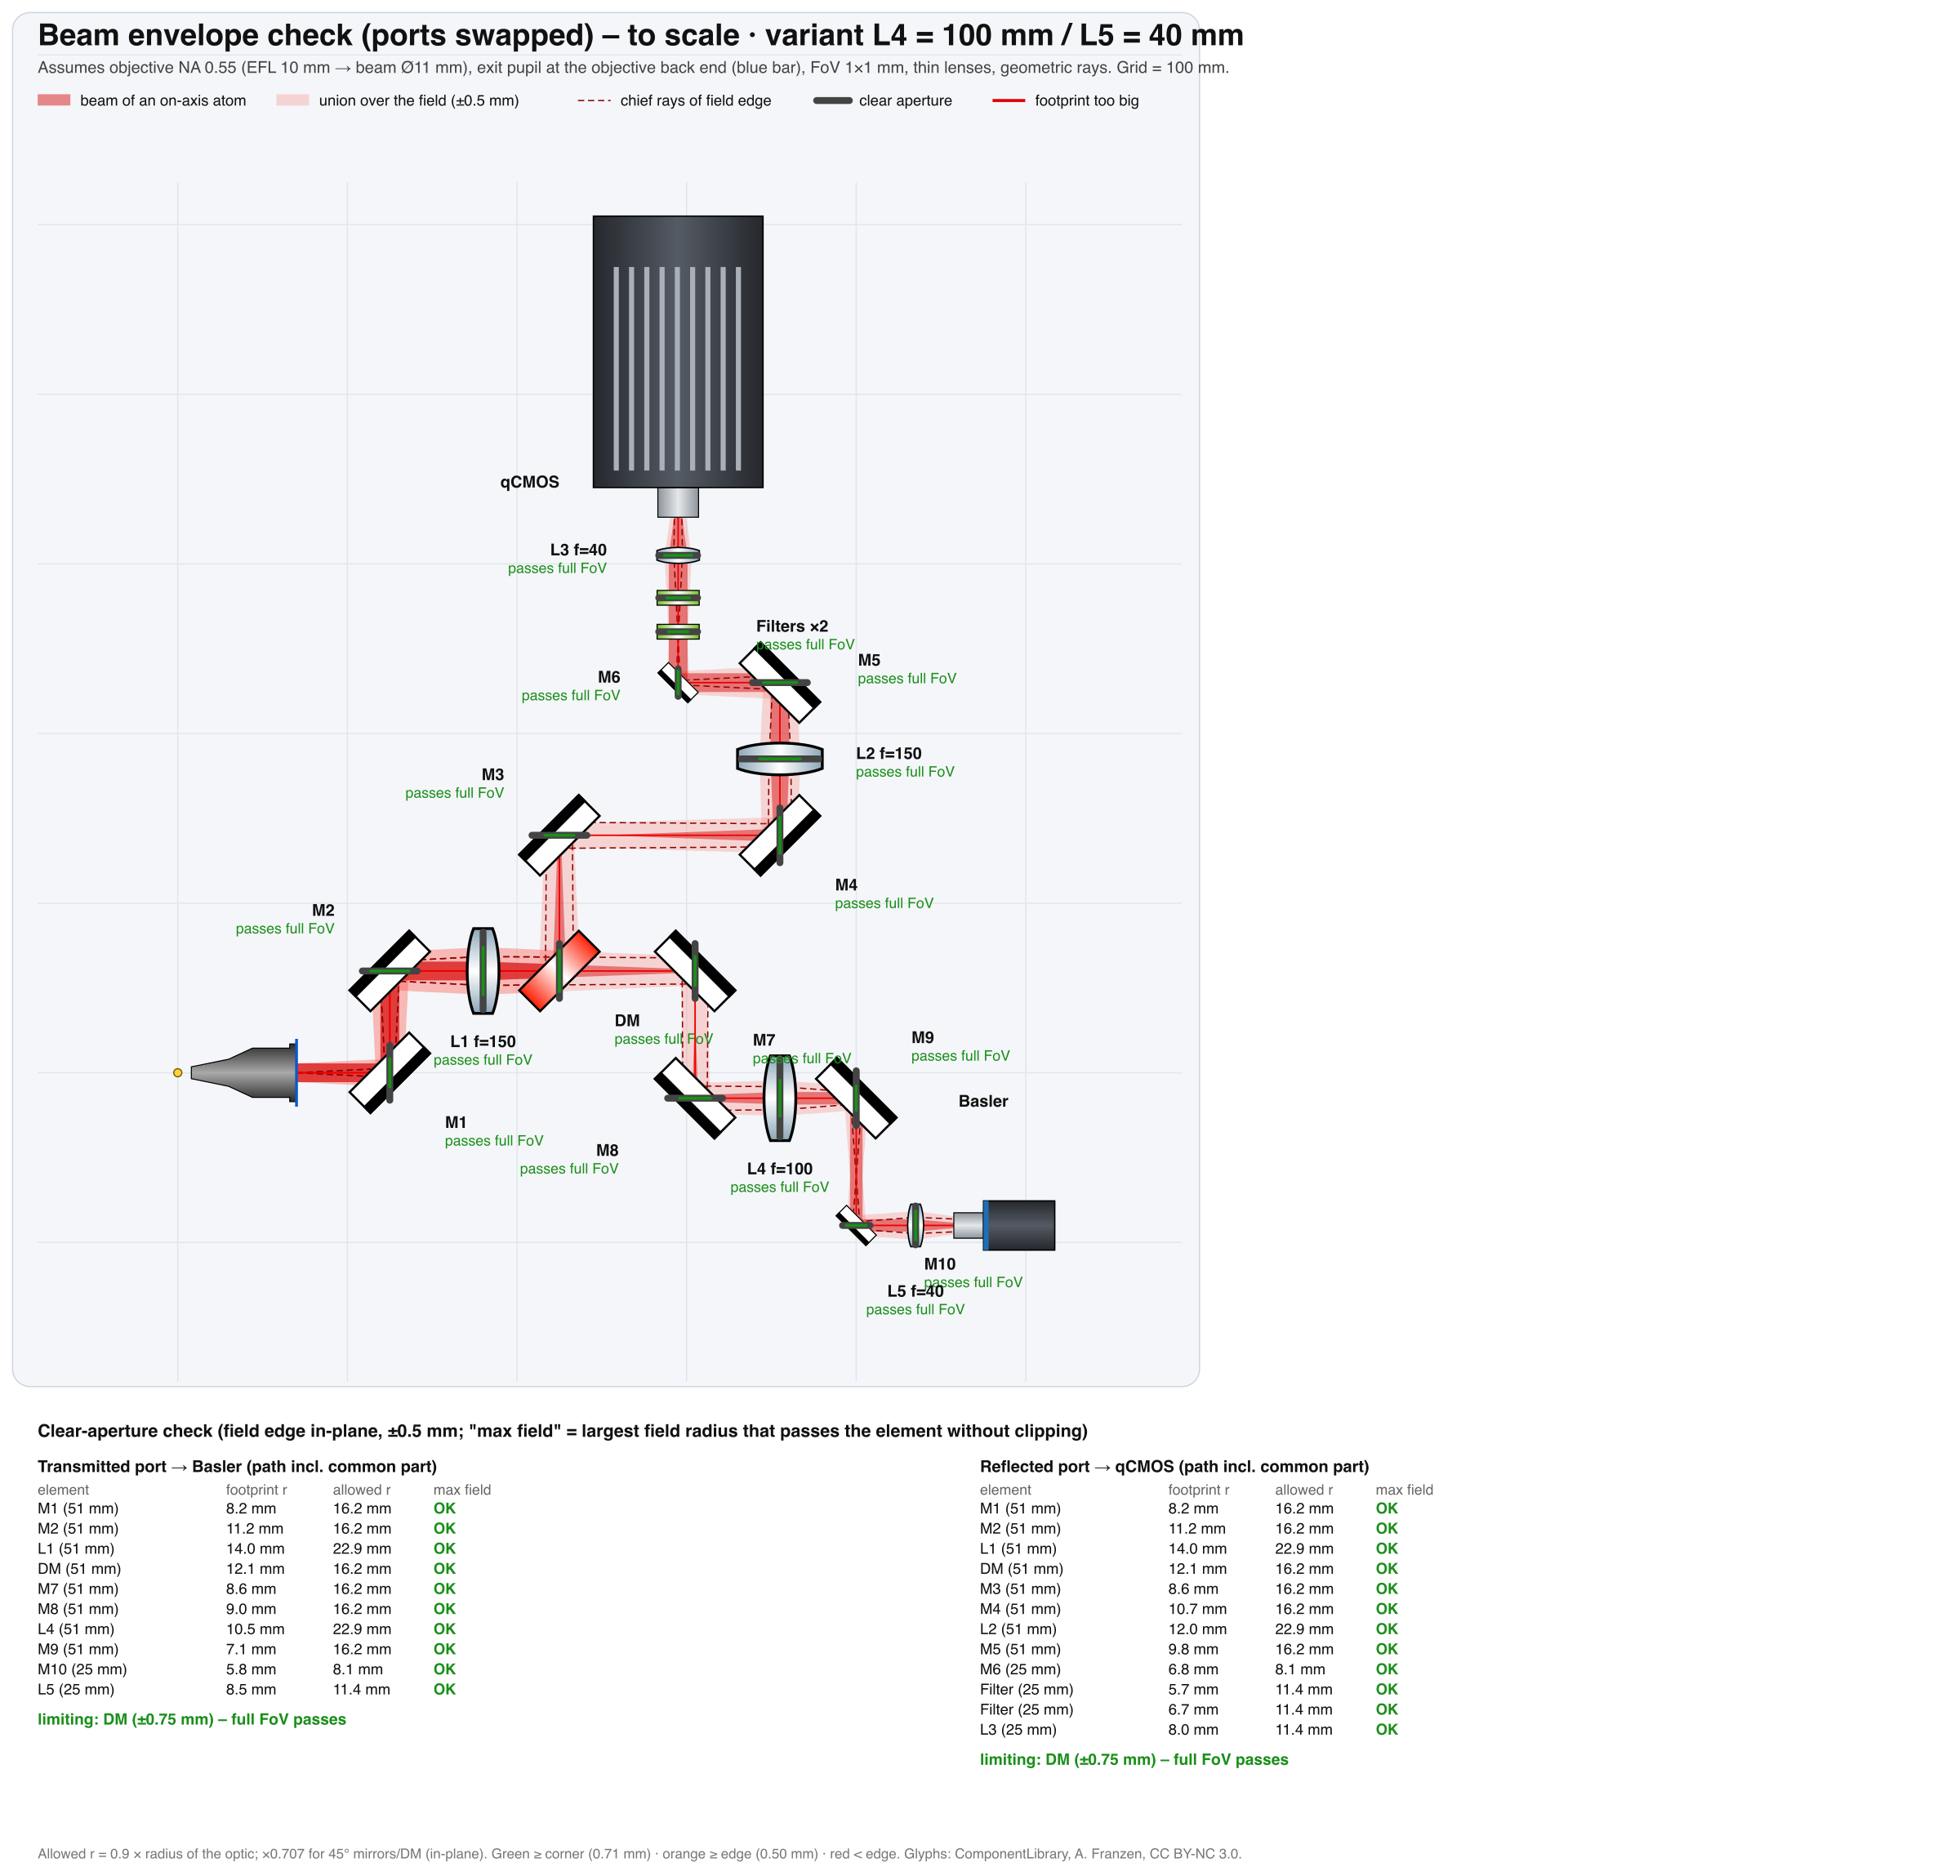 Beam envelope check (ports swapped) – to scale · variant L4 = 100 mm / L5 = 40 mm
Assumes objective NA 0.55 (EFL 10 mm → beam Ø11 mm), exit pupil at the objective back end (blue bar), FoV 1×1 mm, thin lenses, geometric rays. Grid = 100 mm.
beam of an on-axis atom
union over the field (±0.5 mm)
chief rays of field edge
clear aperture
footprint too big
qCMOS
L3 f=40
passes full FoV
Filters ×2
passes full FoV
M5
passes full FoV
M6
passes full FoV
L2 f=150
passes full FoV
M3
passes full FoV
M4
passes full FoV
M2
passes full FoV
DM
passes full FoV
L1 f=150
passes full FoV
M7
passes full FoV
M9
passes full FoV
Basler
M1
passes full FoV
M8
passes full FoV
L4 f=100
passes full FoV
M10
passes full FoV
L5 f=40
passes full FoV
Clear-aperture check (field edge in-plane, ±0.5 mm; "max field" = largest field radius that passes the element without clipping)
Transmitted port → Basler (path incl. common part)
element footprint r allowed r max field
M1 (51 mm) 8.2 mm 16.2 mm OK
M2 (51 mm) 11.2 mm 16.2 mm OK
L1 (51 mm) 14.0 mm 22.9 mm OK
DM (51 mm) 12.1 mm 16.2 mm OK
M7 (51 mm) 8.6 mm 16.2 mm OK
M8 (51 mm) 9.0 mm 16.2 mm OK
L4 (51 mm) 10.5 mm 22.9 mm OK
M9 (51 mm) 7.1 mm 16.2 mm OK
M10 (25 mm) 5.8 mm 8.1 mm OK
L5 (25 mm) 8.5 mm 11.4 mm OK
limiting: DM (±0.75 mm) – full FoV passes
Reflected port → qCMOS (path incl. common part)
element footprint r allowed r max field
M1 (51 mm) 8.2 mm 16.2 mm OK
M2 (51 mm) 11.2 mm 16.2 mm OK
L1 (51 mm) 14.0 mm 22.9 mm OK
DM (51 mm) 12.1 mm 16.2 mm OK
M3 (51 mm) 8.6 mm 16.2 mm OK
M4 (51 mm) 10.7 mm 16.2 mm OK
L2 (51 mm) 12.0 mm 22.9 mm OK
M5 (51 mm) 9.8 mm 16.2 mm OK
M6 (25 mm) 6.8 mm 8.1 mm OK
Filter (25 mm) 5.7 mm 11.4 mm OK
Filter (25 mm) 6.7 mm 11.4 mm OK
L3 (25 mm) 8.0 mm 11.4 mm OK
limiting: DM (±0.75 mm) – full FoV passes
Allowed r = 0.9 × radius of the optic; ×0.707 for 45° mirrors/DM (in-plane). Green ≥ corner (0.71 mm) · orange ≥ edge (0.50 mm) · red < edge. Glyphs: ComponentLibrary, A. Franzen, CC BY-NC 3.0.